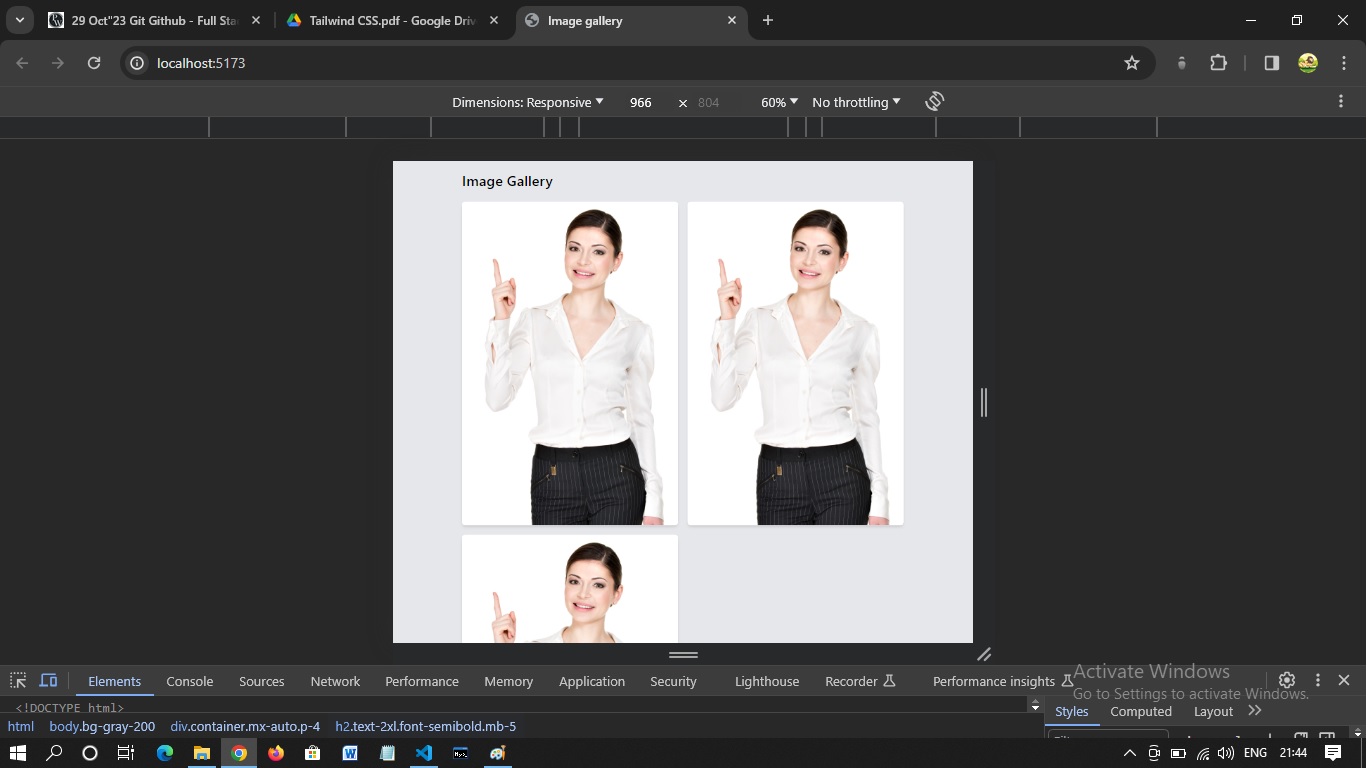 29 Oct"23 Git Github - Full Sta
Tailwind CSS.pdf - Google Driv
Image gallery
localhost:5173
Dimensions: Responsive
966
×
804
60%
No throttling
Image Gallery
Elements
Console
Sources
Network
Performance
Memory
Application
Security
Lighthouse
Recorder
Performance insights
Activate Windows
Go to Settings to activate Windows.
<!DOCTYPE html>
Styles
Computed
Layout
html
body.bg-gray-200
div.container.mx-auto.p-4
h2.text-2xl.font-semibold.mb-5
ENG
21:44